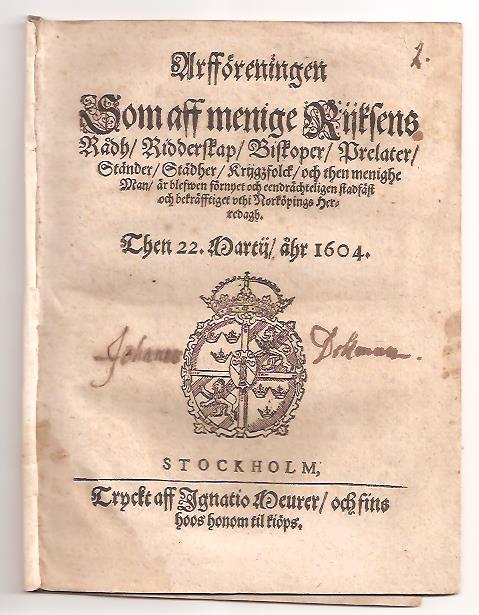 2.
Arfföreningen
Som aff menige Rijksens
Rådh/ Ridderskap/ Biskoper/ Prelater/
Ständer/ Städher/ Krijgzfolck/ och then menighe
Man/ är blefwen förnyet och eendrächteligen stadfäst
och bekräfftiget vthi Norköpings Her-
redagh.
Then 22. Martij/ åhr 1604.
Johannes
STOCKHOLM,
Tryckt aff Ignatio Meurer/ och fins
hoos honom til kiöps.